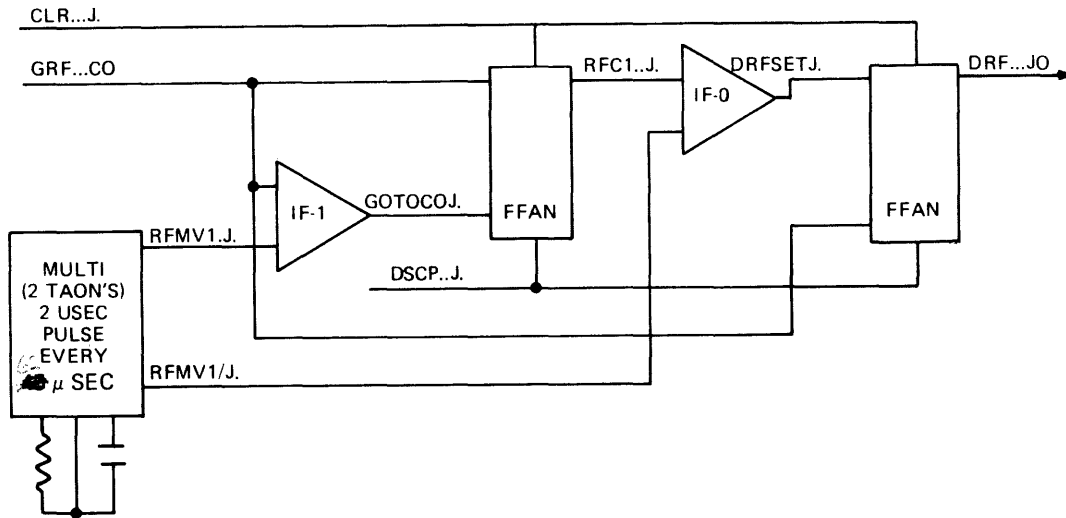 CLR...J.
GRF...CO
RFC1..J.
DRFSETJ.
DRF...JO
IF-0
IF-1
GOTOCOJ.
FFAN
FFAN
RFMV1.J.
DSCP..J.
MULTI
(2 TAON'S)
2 USEC
PULSE
EVERY
μ SEC
RFMV1/J.